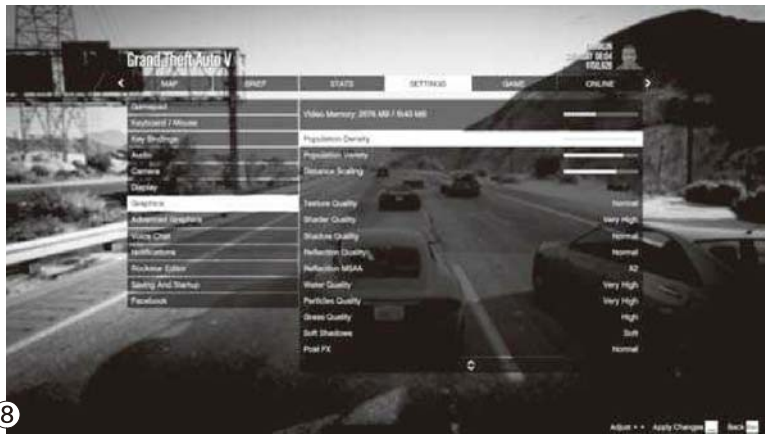 Grand Theft Auto V
MAP BRIEF STATS SETTINGS GAME ONLINE
Gamepad
Keyboard / Mouse
Key Bindings
Audio
Camera
Display
Graphics
Advanced Graphics
Voice Chat
Notifications
Rockstar Editor
Saving And Startup
Facebook
Video Memory:
Population Density
Population Variety
Distance Scaling
Texture Quality Normal
Shader Quality Very High
Shadow Quality Normal
Reflection Quality Normal
Reflection MSAA X2
Water Quality Very High
Particles Quality Very High
Grass Quality High
Soft Shadows Soft
Post FX Normal
8
Adjust Apply Changes Back